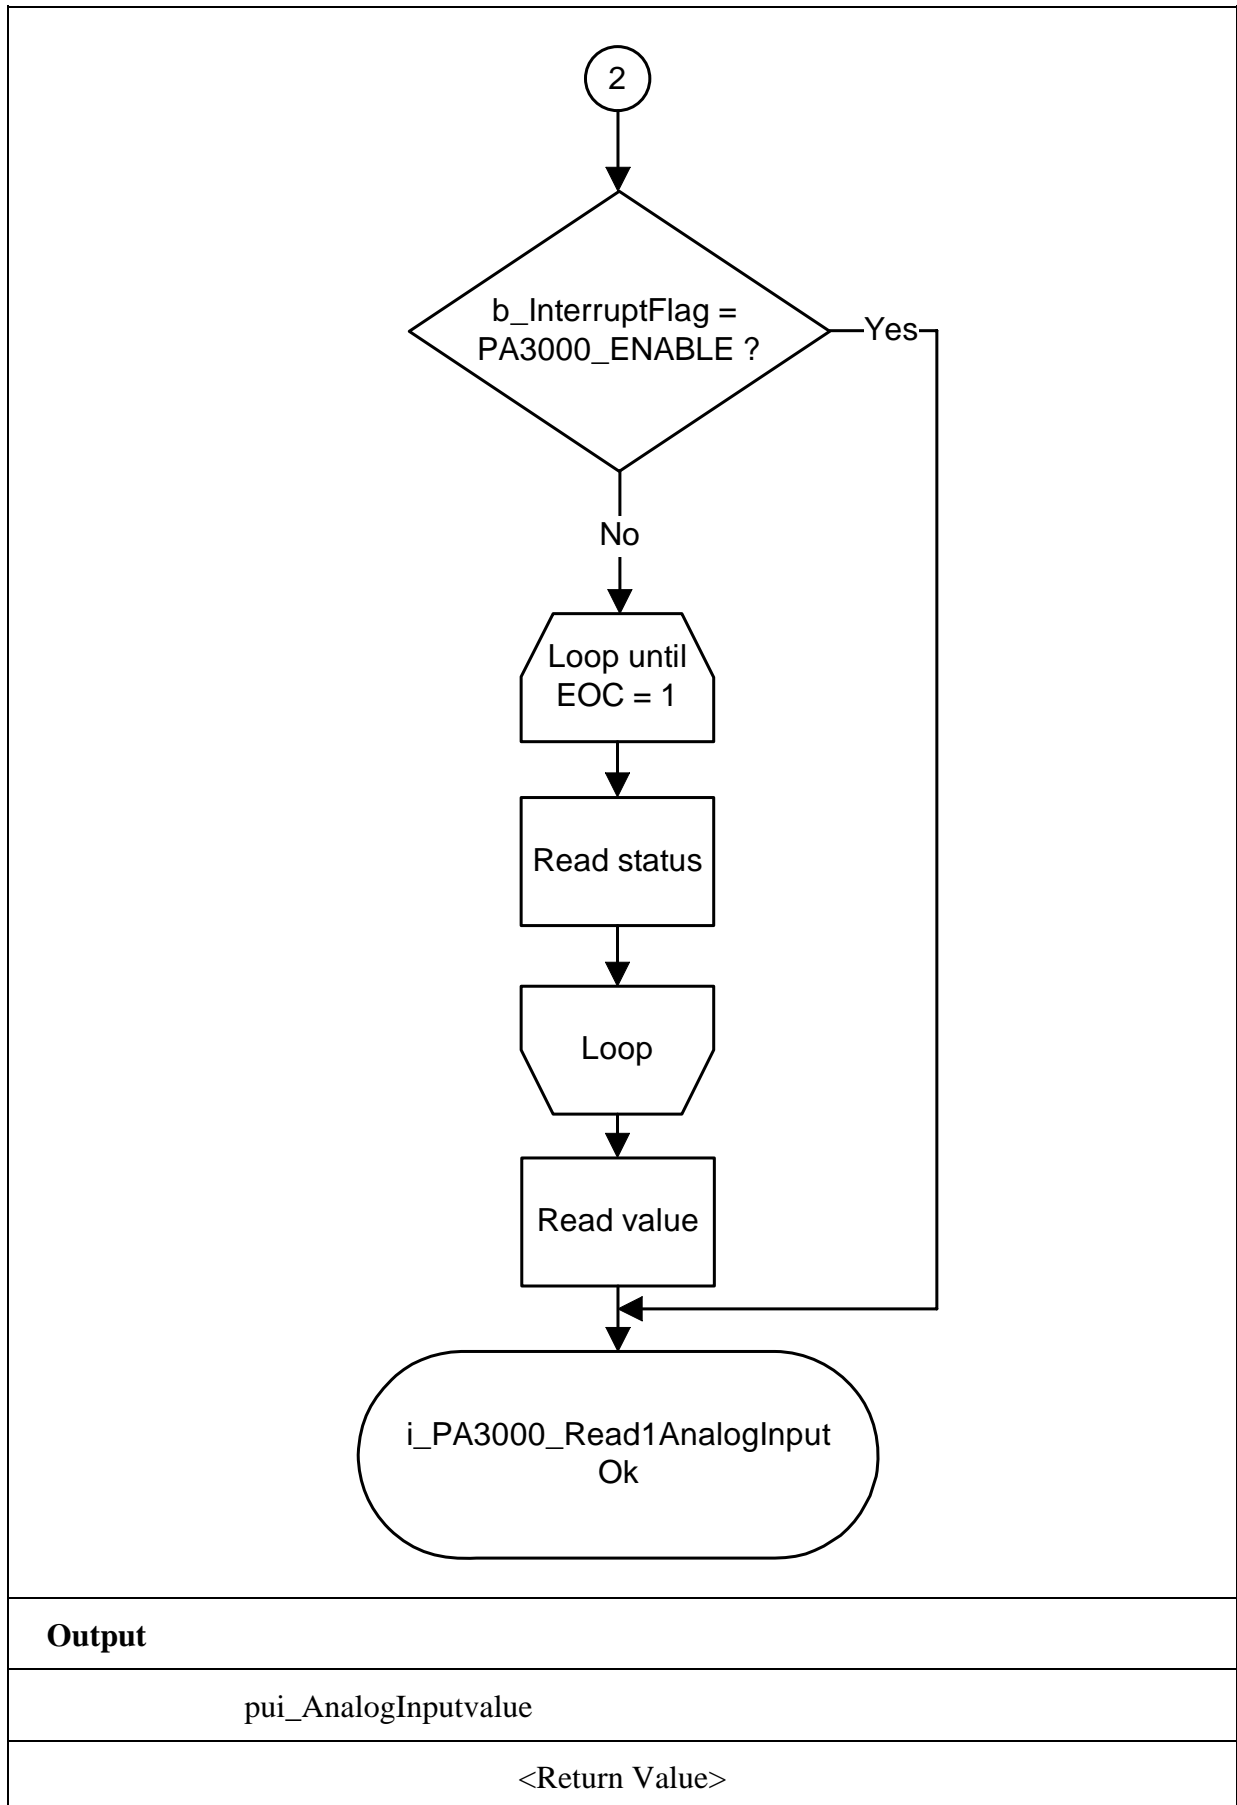 2
b_InterruptFlag =
PA3000_ENABLE ?
Yes
No
Loop until
EOC = 1
Read status
Loop
Read value
i_PA3000_Read1AnalogInput
Ok
Output
pui_AnalogInputvalue
<Return Value>